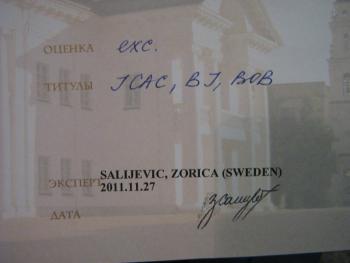 ОЦЕНКА exc.
ТИТУЛЫ JCAC, BJ, BOB
ЭКСПЕРТ SALIJEVIC, ZORICA (SWEDEN)
2011.11.27
ДАТА